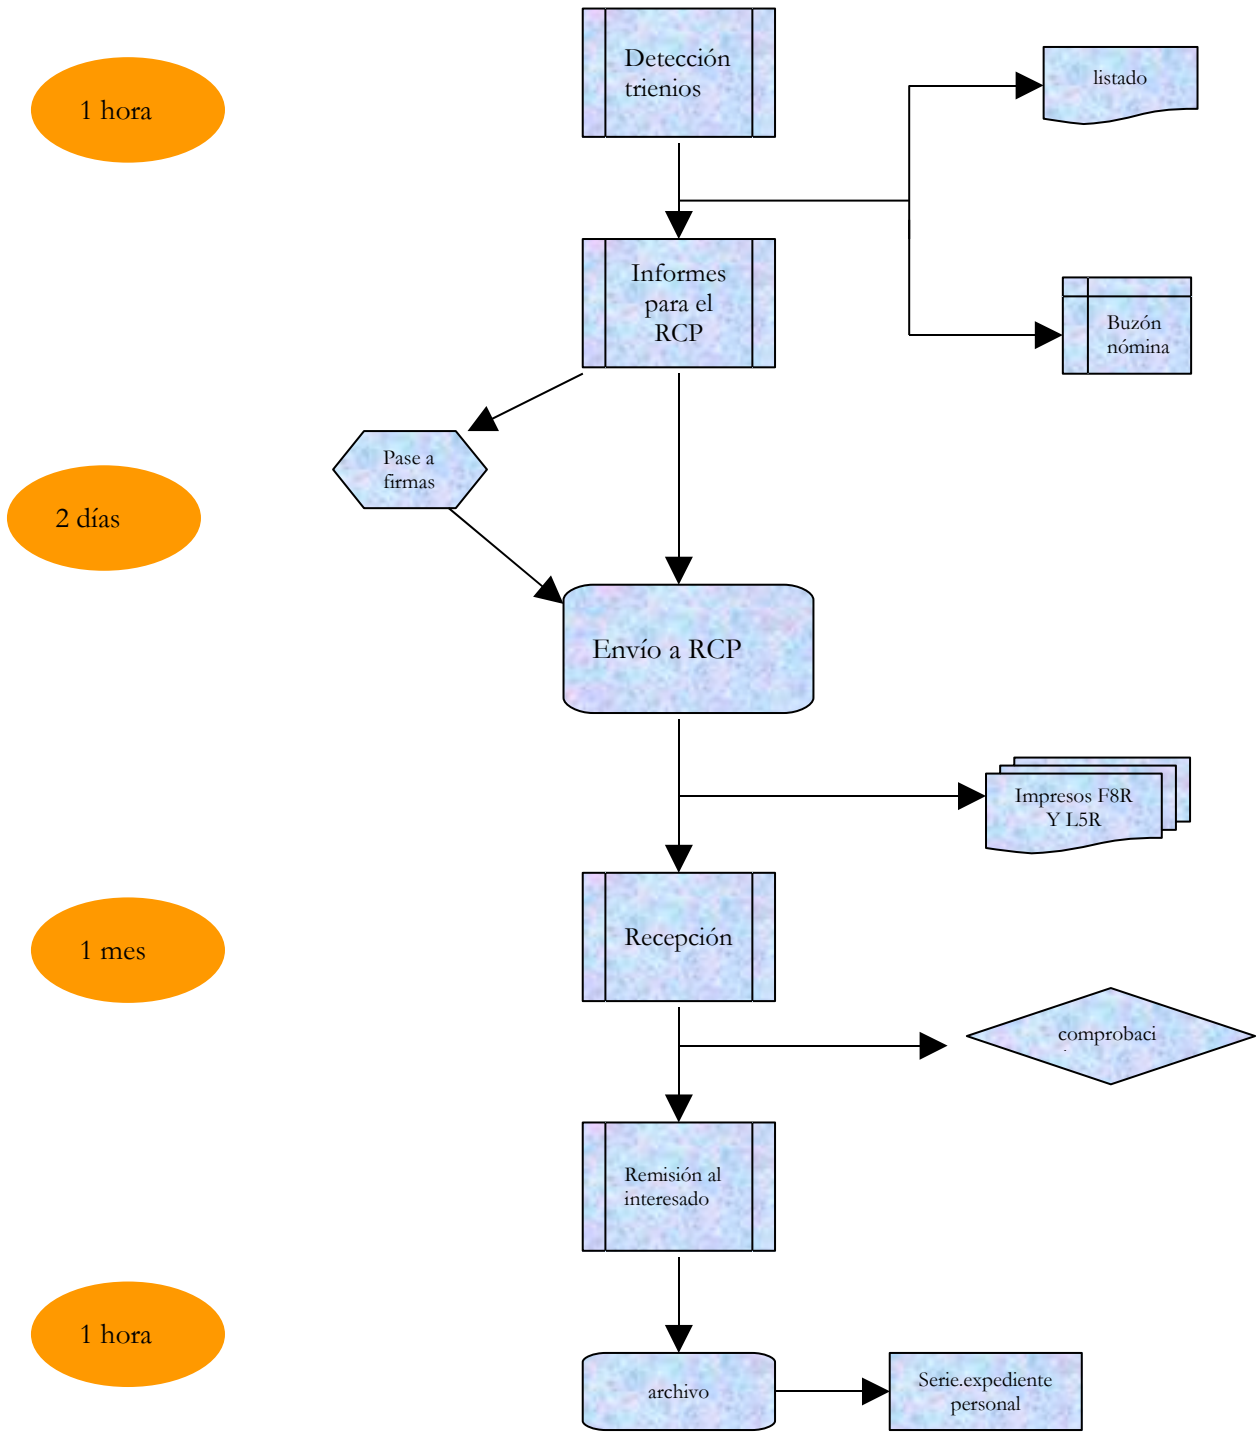 Detección
trienios
listado
1 hora
Informes
para el
RCP
Buzón
nómina
Pase a
firmas
2 días
Envío a RCP
Impresos F8R
Y L5R
Recepción
1 mes
comprobaci
Remisión al
interesado
1 hora
archivo
Serie.expediente
personal